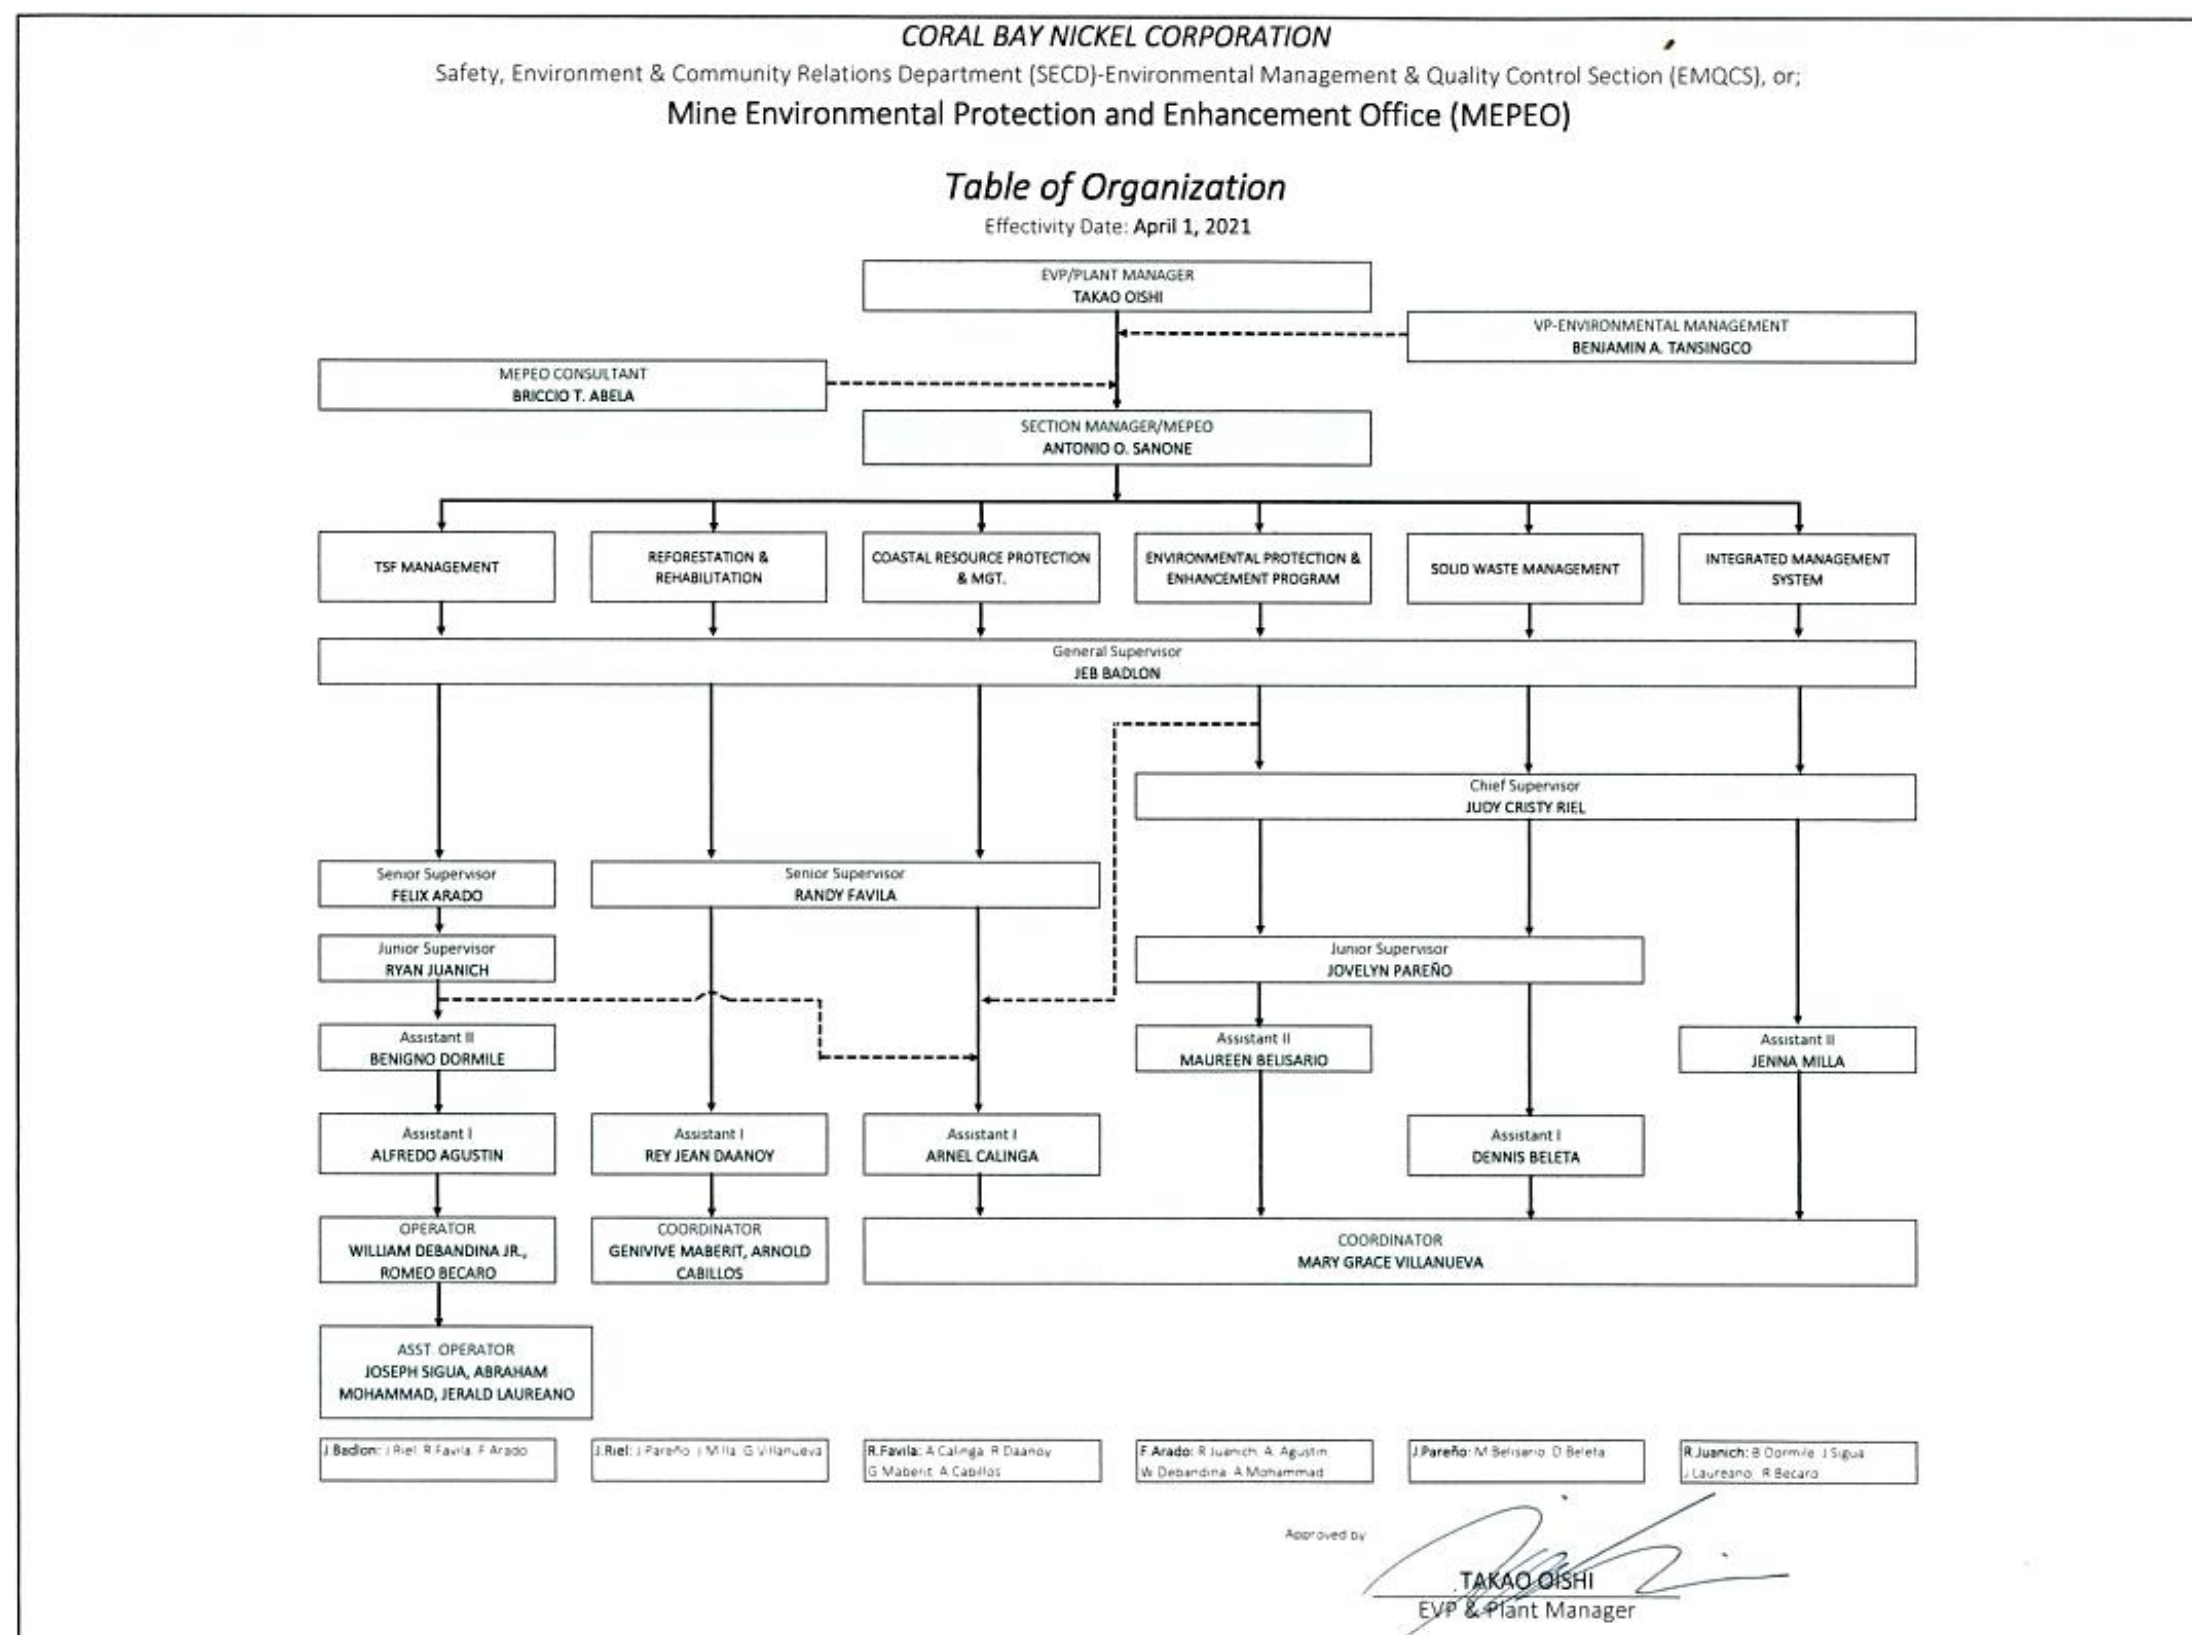 CORAL BAY NICKEL CORPORATION
Safety, Environment & Community Relations Department (SECD)-Environmental Management & Quality Control Section (EMQCS), or;
Mine Environmental Protection and Enhancement Office (MEPEO)
Table of Organization
Effectivity Date: April 1, 2021
EVP/PLANT MANAGER
TAKAO OISHI
VP-ENVIRONMENTAL MANAGEMENT
BENJAMIN A. TANSINGCO
MEPEO CONSULTANT
BRICCIO T. ABELA
SECTION MANAGER/MEPEO
ANTONIO O. SANONE
TSF MANAGEMENT
REFORESTATION &
REHABILITATION
COASTAL RESOURCE PROTECTION
& MGT.
ENVIRONMENTAL PROTECTION &
ENHANCEMENT PROGRAM
SOLID WASTE MANAGEMENT
INTEGRATED MANAGEMENT
SYSTEM
General Supervisor
JEB BADLON
Chief Supervisor
JUDY CRISTY RIEL
Senior Supervisor
FELIX ARADO
Senior Supervisor
RANDY FAVILA
Junior Supervisor
RYAN JUANICH
Junior Supervisor
JOVELYN PAREÑO
Assistant II
BENIGNO DORMILE
Assistant II
MAUREEN BELISARIO
Assistant II
JENNA MILLA
Assistant I
ALFREDO AGUSTIN
Assistant I
REY JEAN DAANOY
Assistant I
ARNEL CALINGA
Assistant I
DENNIS BELETA
OPERATOR
WILLIAM DEBANDINA JR.,
ROMEO BECARO
COORDINATOR
GENIVIVE MABERIT, ARNOLD
CABILLOS
COORDINATOR
MARY GRACE VILLANUEVA
ASST. OPERATOR
JOSEPH SIGUA, ABRAHAM
MOHAMMAD, JERALD LAUREANO
J.Badlon: J Riel R Favila F Arado
J.Riel: J Pareño J Milla G Villanueva
R.Favila: A Calinga R Daanoy
G Maberit A Cabillos
F.Arado: R Juanich A. Agustin
W Debandina A Mohammad
J.Pareño: M Belisario D Beleta
R.Juanich: B Dormile J Sigua
J Laureano R Becaro
Approved by
TAKAO OISHI
EVP & Plant Manager